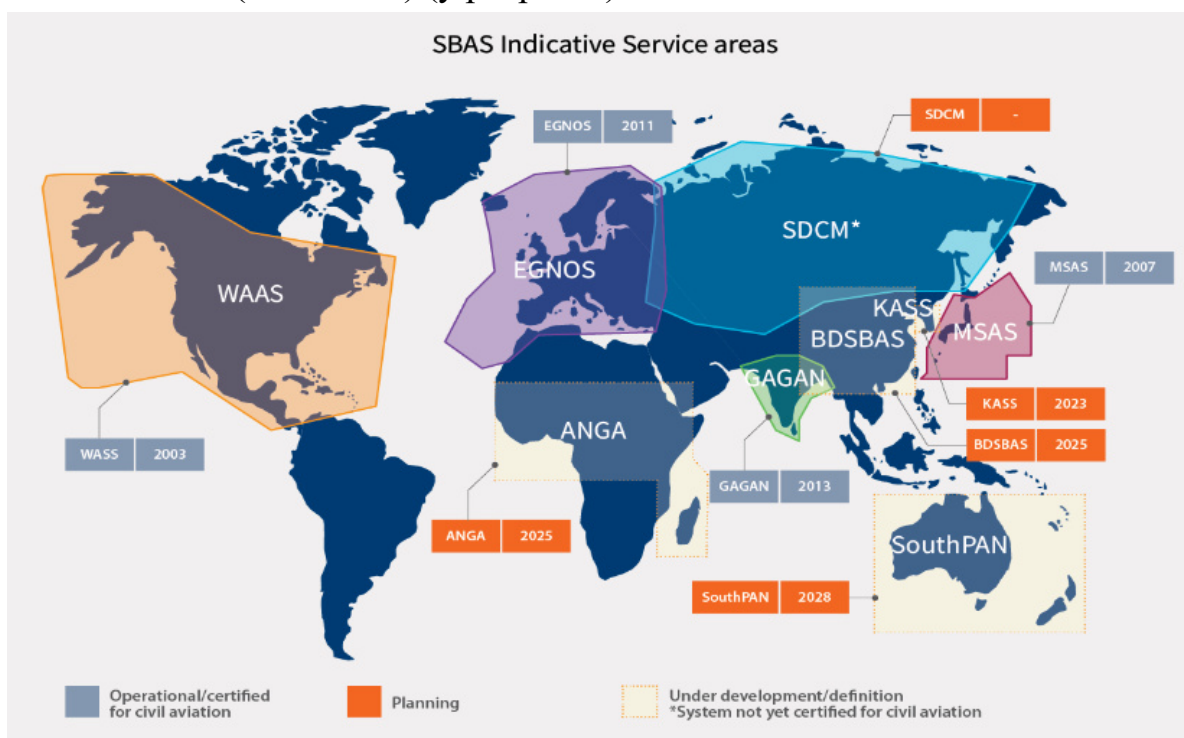 SBAS Indicative Service areas
EGNOS 2011
SDCM -
WAAS
EGNOS
SDCM*
MSAS 2007
KASS
BDSBAS
MSAS
GAGAN
ANGA
KASS 2023
BDSBAS 2025
WASS 2003
GAGAN 2013
ANGA 2025
SouthPAN
SouthPAN 2028
Operational/certified
for civil aviation
Planning
Under development/definition
*System not yet certified for civil aviation